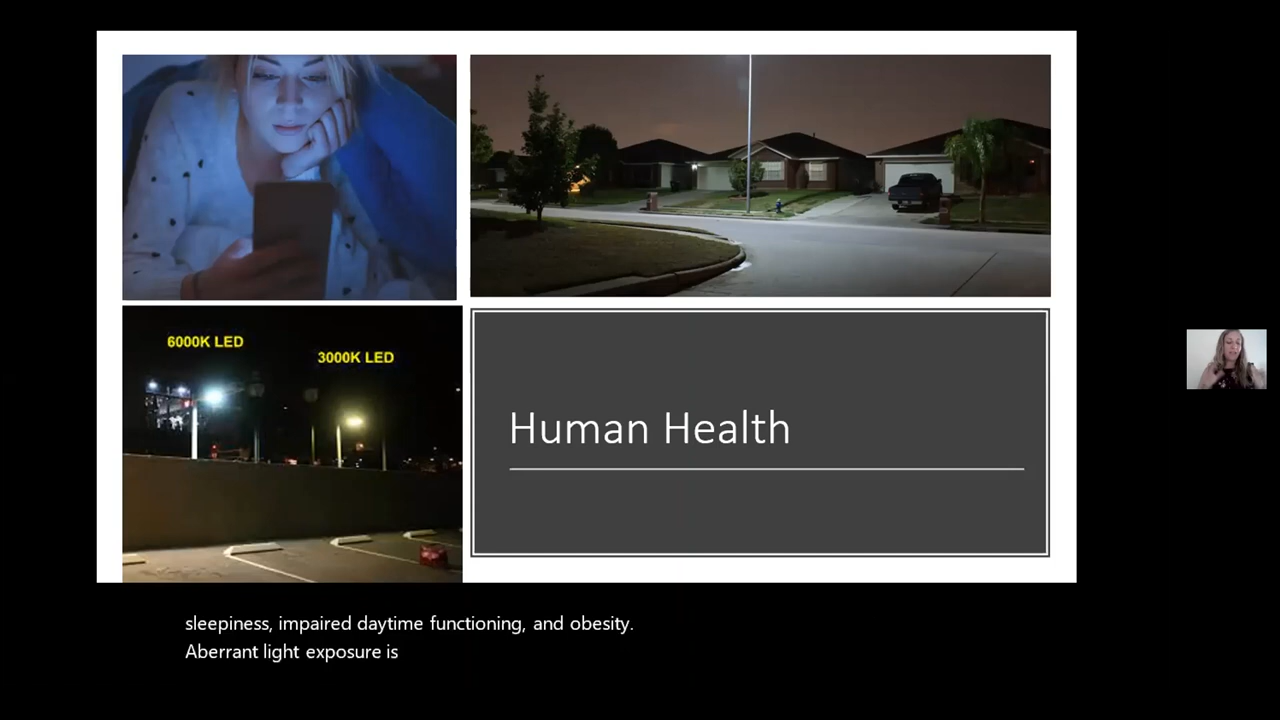 6000K LED
3000K LED
Human Health
sleepiness, impaired daytime functioning, and obesity.
Aberrant light exposure is